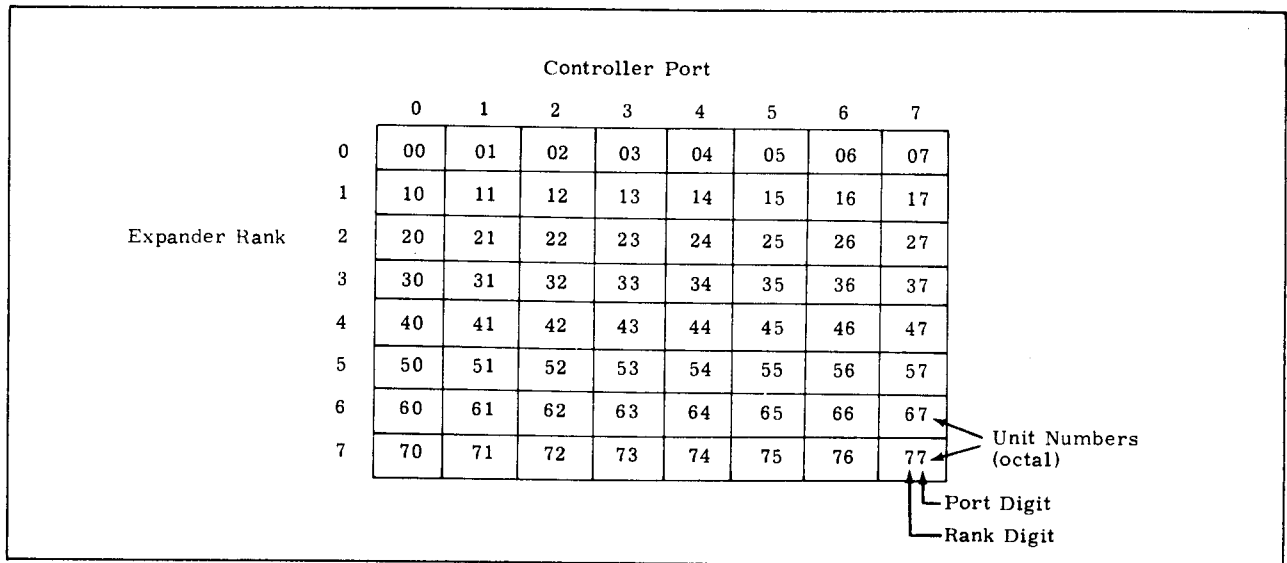 Controller Port
0 1 2 3 4 5 6 7
0 00 01 02 03 04 05 06 07
1 10 11 12 13 14 15 16 17
Expander Rank 2 20 21 22 23 24 25 26 27
3 30 31 32 33 34 35 36 37
4 40 41 42 43 44 45 46 47
5 50 51 52 53 54 55 56 57
6 60 61 62 63 64 65 66 67
Unit Numbers
7 70 71 72 73 74 75 76 77
(octal)
Port Digit
Rank Digit